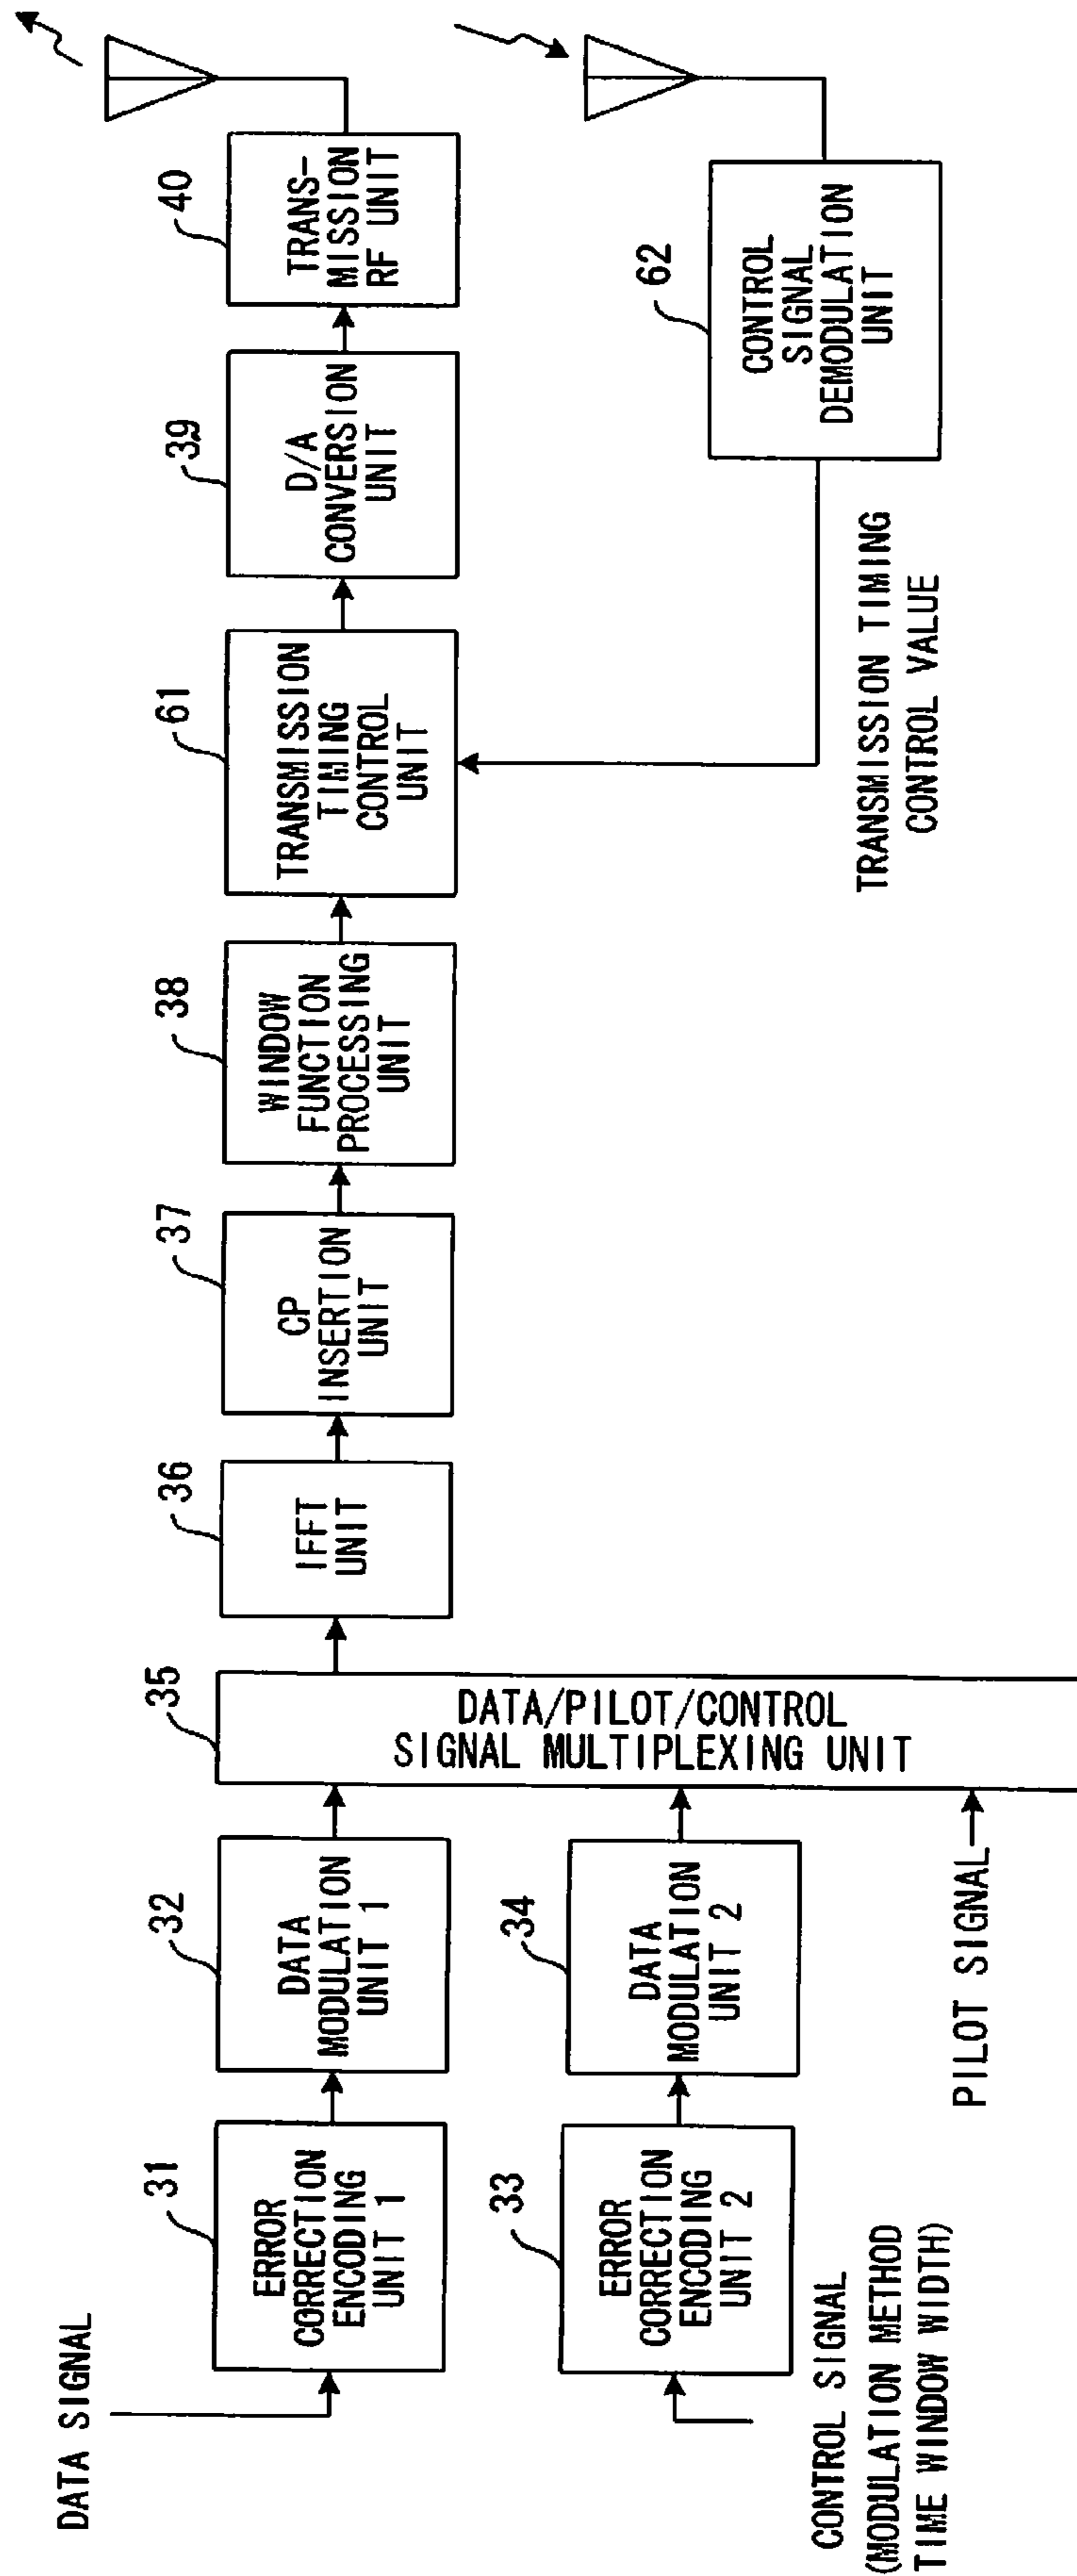 DATA SIGNAL
31
ERROR
CORRECTION
ENCODING
UNIT 1
32
DATA
MODULATION
UNIT 1
33
ERROR
CORRECTION
ENCODING
UNIT 2
34
DATA
MODULATION
UNIT 2
CONTROL SIGNAL
(MODULATION METHOD
TIME WINDOW WIDTH)
PILOT SIGNAL
35
DATA/PILOT/CONTROL
SIGNAL MULTIPLEXING UNIT
36
IFFT
UNIT
37
CP
INSERTION
UNIT
38
WINDOW
FUNCTION
PROCESSING
UNIT
61
TRANSMISSION
TIMING
CONTROL
UNIT
39
D/A
CONVERSION
UNIT
40
TRANS-
MISSION
RF UNIT
62
CONTROL
SIGNAL
DEMODULATION
UNIT
TRANSMISSION TIMING
CONTROL VALUE